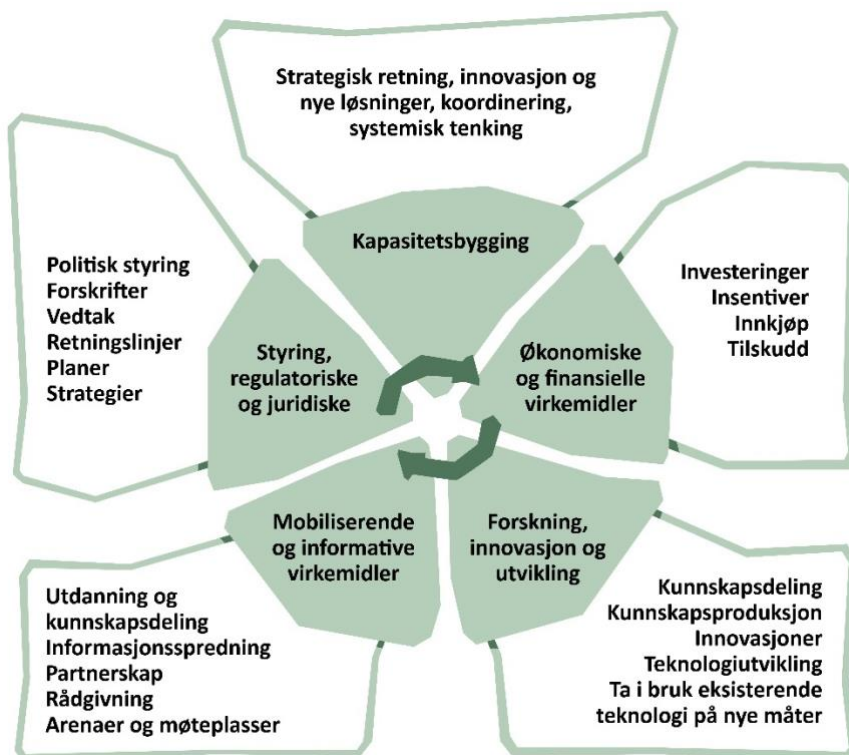 Strategisk retning, innovasjon og
nye løsninger, koordinering,
systemisk tenking
Kapasitetsbygging
Politisk styring
Forskrifter
Vedtak
Retningslinjer
Planer
Strategier
Styring,
regulatoriske
og juridiske
Økonomiske
og finansielle
virkemidler
Investeringer
Insentiver
Innkjøp
Tilskudd
Mobiliserende
og informative
virkemidler
Forskning,
innovasjon og
utvikling
Utdanning og
kunnskapsdeling
Informasjonsspredning
Partnerskap
Rådgivning
Arenaer og møteplasser
Kunnskapsdeling
Kunnskapsproduksjon
Innovasjoner
Teknologiutvikling
Ta i bruk eksisterende
teknologi på nye måter